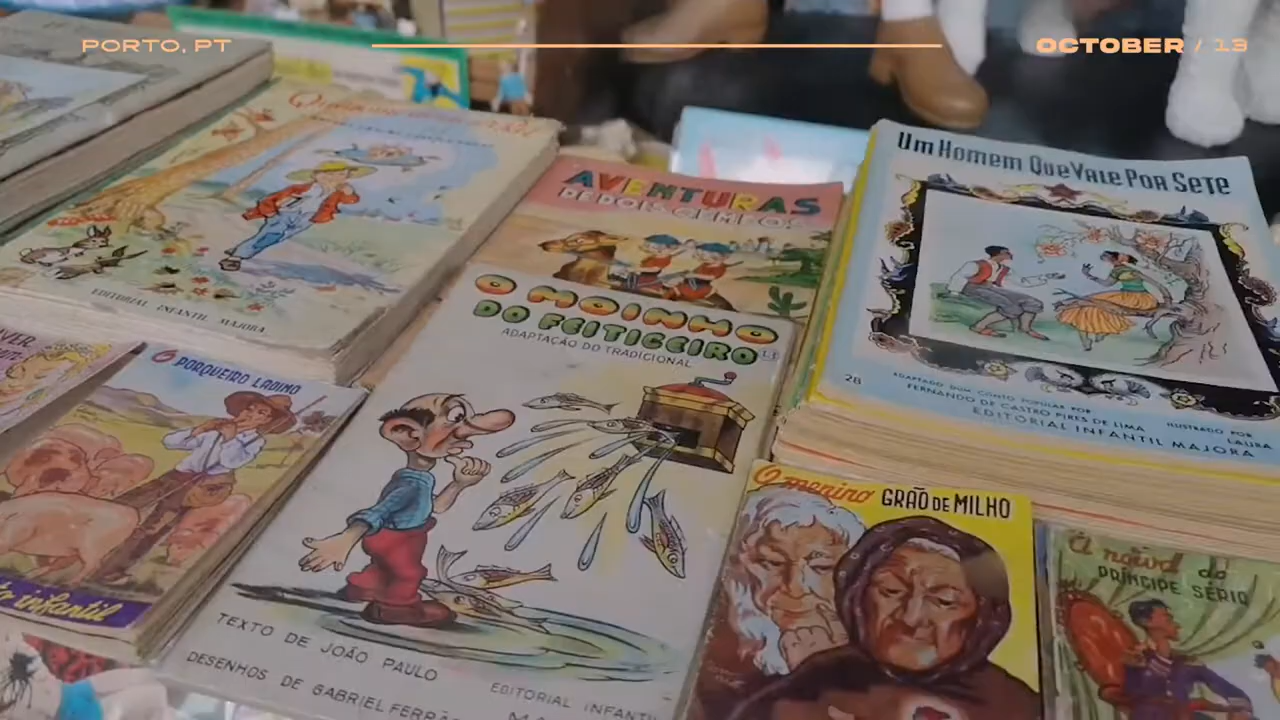 PORTO, PT
OCTOBER / 13
EDITORIAL INFANTIL MAJORA
AVENTURAS
DE DOIS GÉMEOS
Um Homem Que Vale Por Sete
28
ADAPTADO DUM CONTO POPULAR POR
FERNANDO DE CASTRO PIRES DE LIMA
ILUSTRADO POR
LAURA
EDITORIAL INFANTIL MAJORA
O MOINHO
DO FEITICEIRO
ADAPTAÇÃO DO TRADICIONAL
TEXTO DE JOÃO PAULO
DESENHOS DE GABRIEL
EDITORIAL
O PORQUEIRO LADINO
infantil
O menino GRÃO DE MILHO
A noiva do
PRÍNCIPE SÉRIO